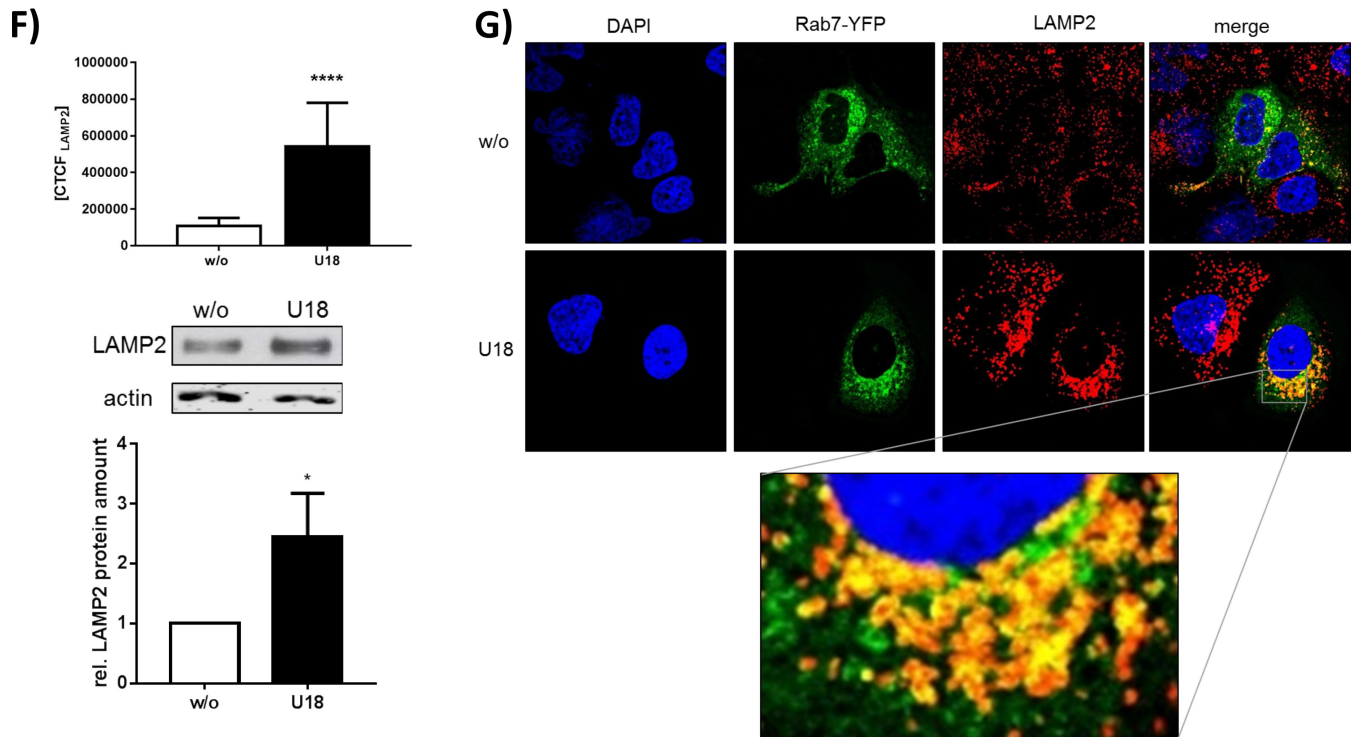 F)
1000000
800000
600000
400000
200000
0
[CTCF LAMP2]
****
w/o
U18
w/o U18
LAMP2
actin
4
3
2
1
0
rel. LAMP2 protein amount
*
w/o
U18
G)
DAPI Rab7-YFP LAMP2 merge
w/o
U18